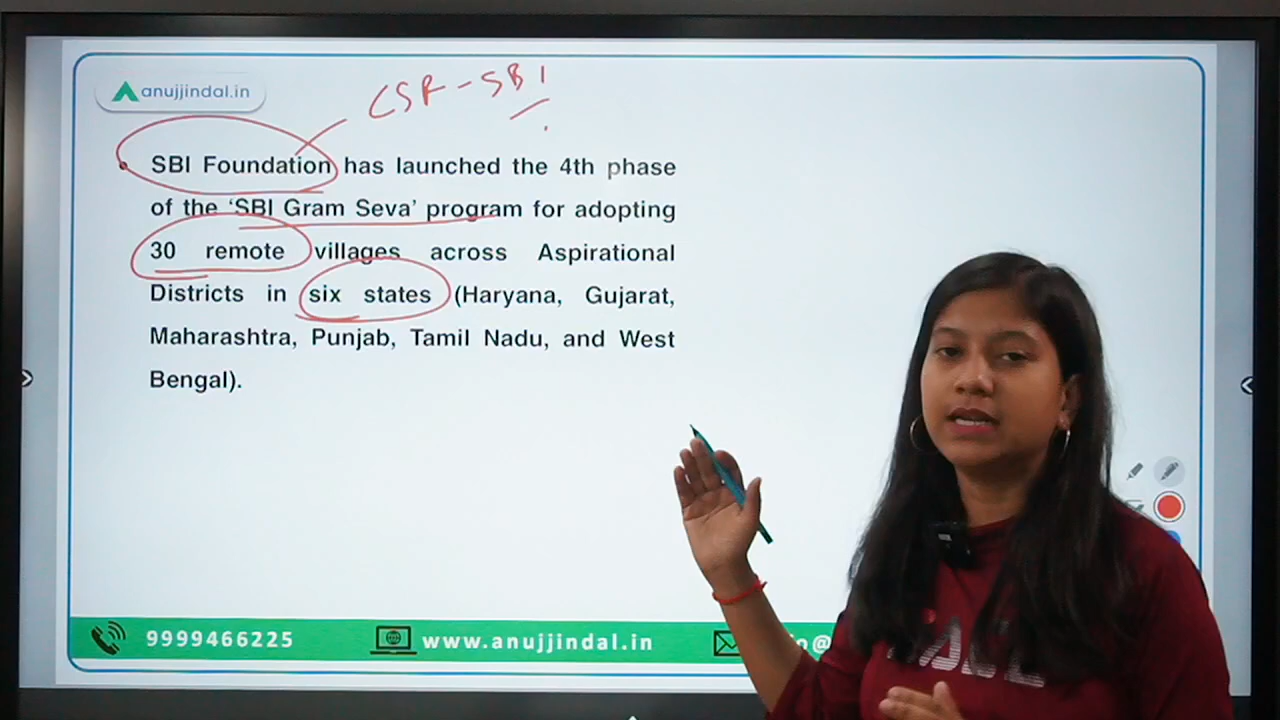 anujjindal.in
CSR-SBI
SBI Foundation has launched the 4th phase
of the ‘SBI Gram Seva’ program for adopting
30 remote villages across Aspirational
Districts in six states (Haryana, Gujarat,
Maharashtra, Punjab, Tamil Nadu, and West
Bengal).
9999466225
www.anujjindal.in